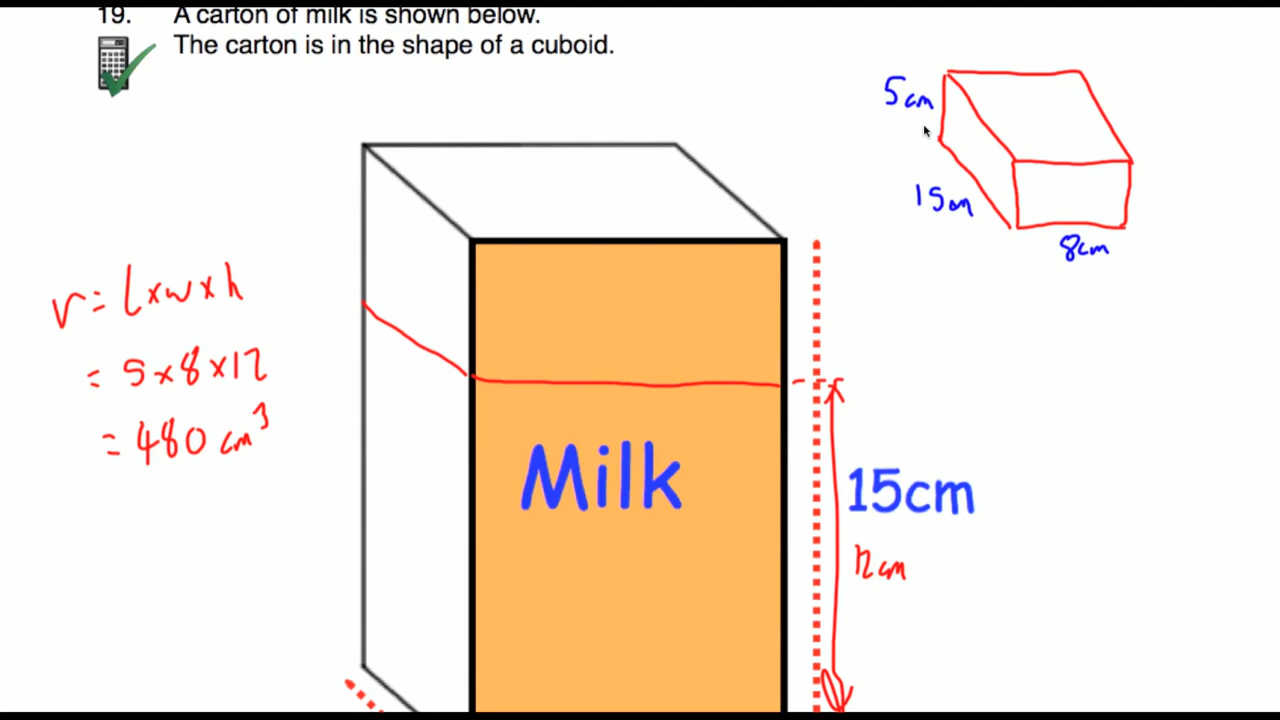 19. A carton of milk is shown below.
The carton is in the shape of a cuboid.
5cm
15cm
8cm
V = l x w x h
= 5 x 8 x 12
= 480 cm³
Milk
15cm
12cm